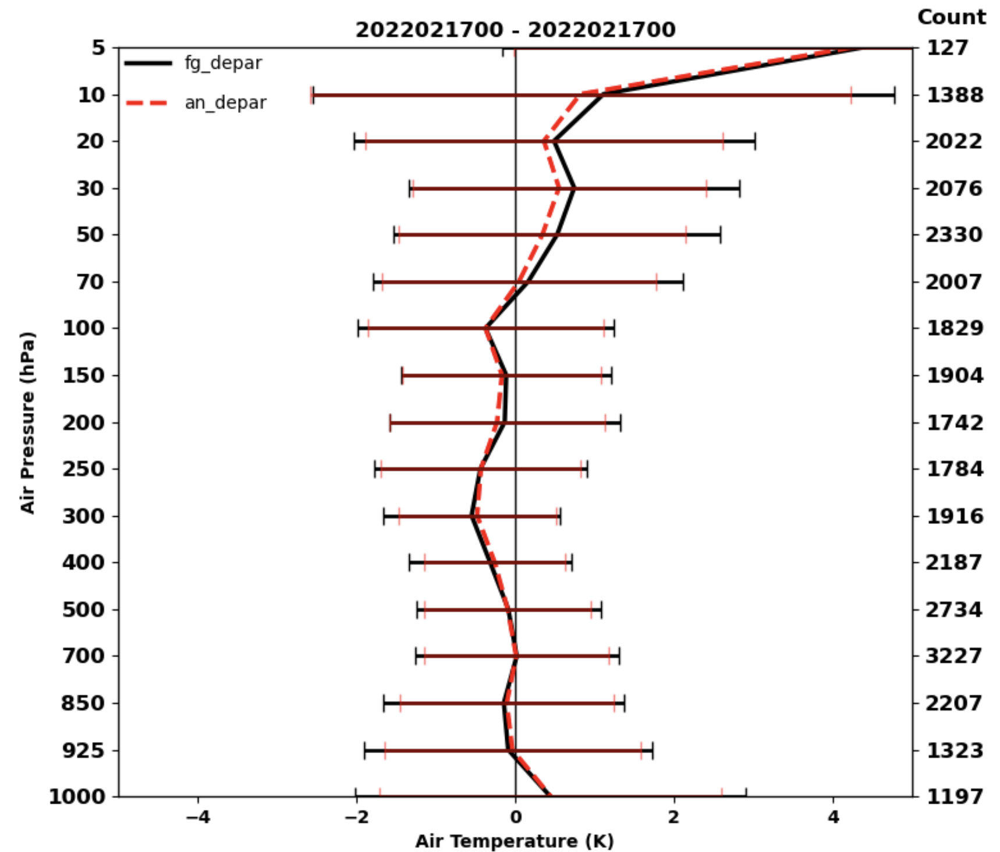 Count
2022021700 - 2022021700
fg_depar
an_depar
5 127
10 1388
20 2022
30 2076
50 2330
70 2007
100 1829
150 1904
200 1742
250 1784
300 1916
400 2187
500 2734
700 3227
850 2207
925 1323
1000 1197
Air Pressure (hPa)
−4 −2 0 2 4
Air Temperature (K)